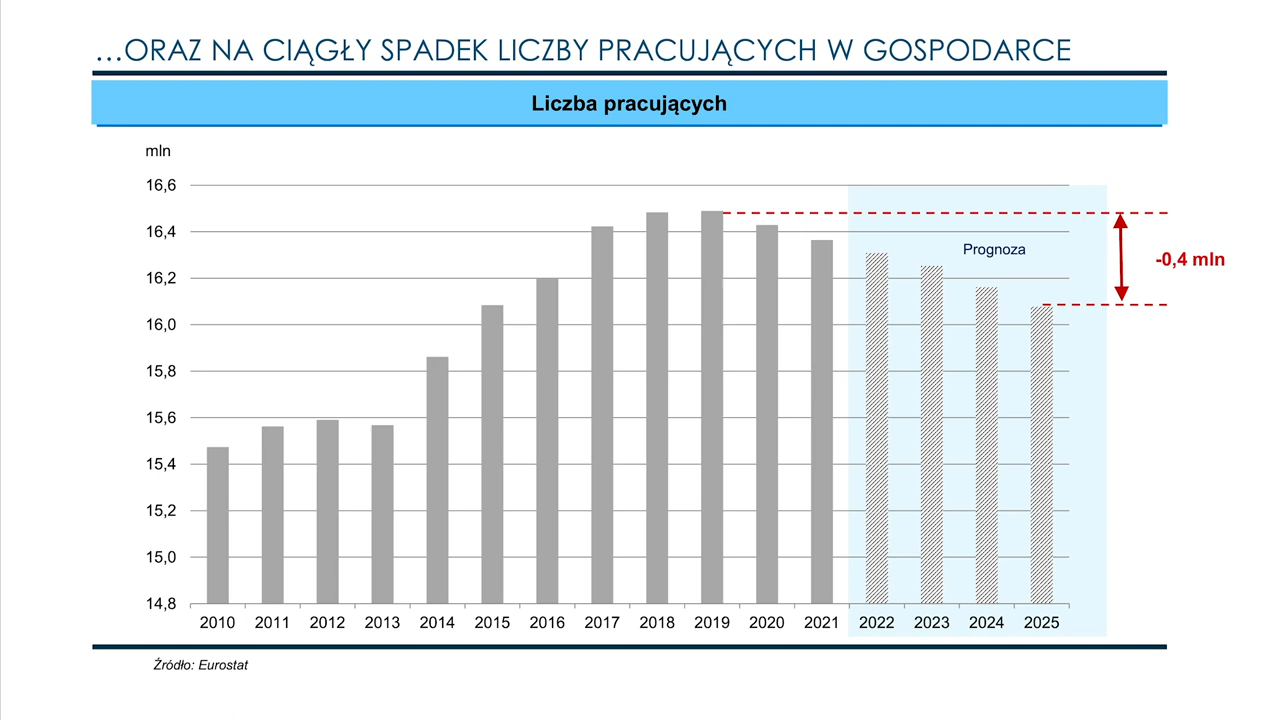 ...ORAZ NA CIĄGŁY SPADEK LICZBY PRACUJĄCYCH W GOSPODARCE
Liczba pracujących
mln
16,6
16,4
16,2
16,0
15,8
15,6
15,4
15,2
15,0
14,8
Prognoza
-0,4 mln
2010 2011 2012 2013 2014 2015 2016 2017 2018 2019 2020 2021 2022 2023 2024 2025
Źródło: Eurostat